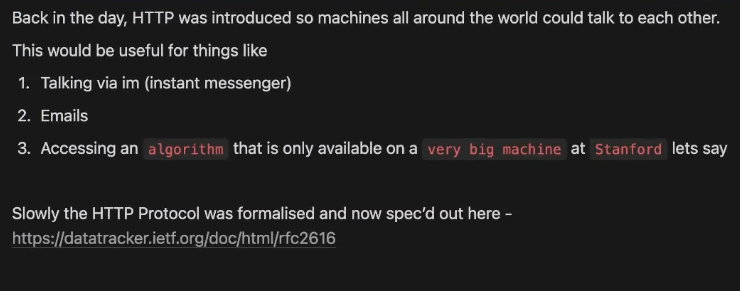 Back in the day, HTTP was introduced so machines all around the world could talk to each other.
This would be useful for things like
1. Talking via im (instant messenger)
2. Emails
3. Accessing an algorithm that is only available on a very big machine at Stanford lets say
Slowly the HTTP Protocol was formalised and now spec’d out here -
https://datatracker.ietf.org/doc/html/rfc2616